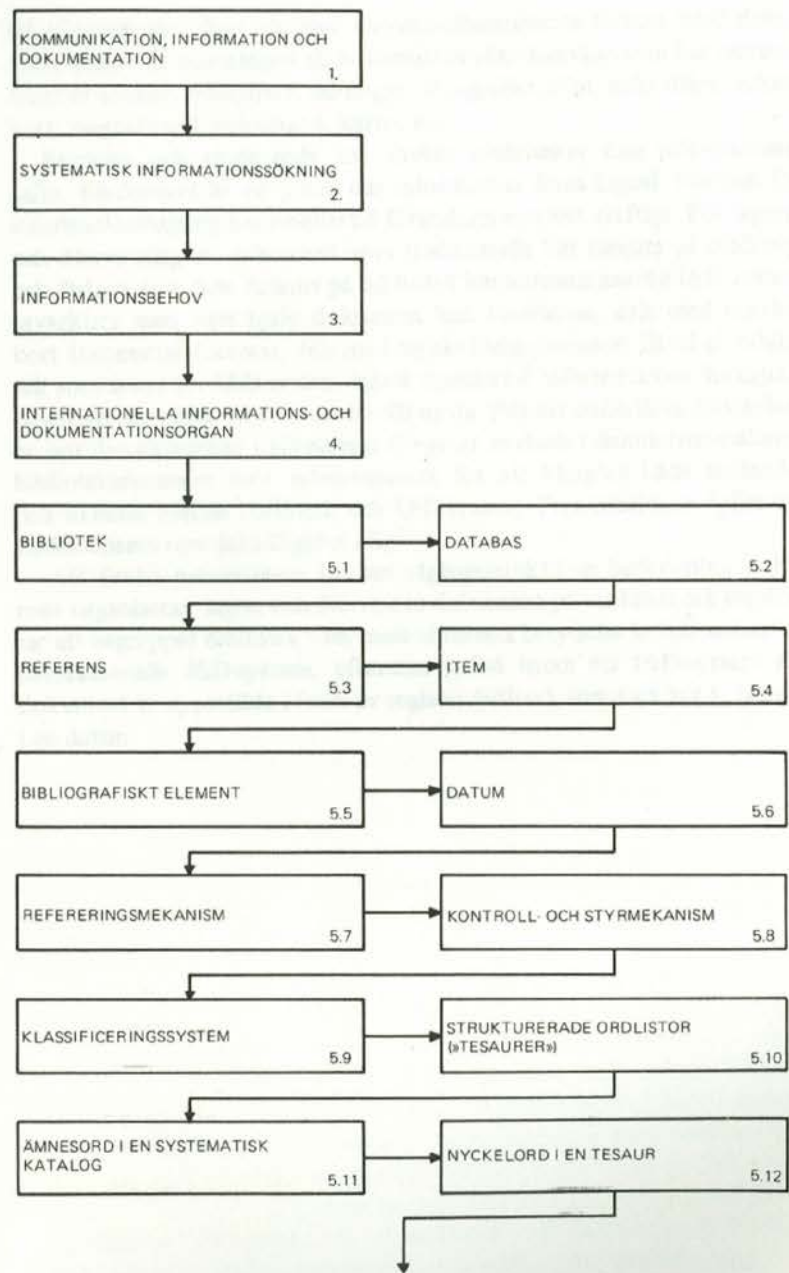 KOMMUNIKATION, INFORMATION OCH
DOKUMENTATION
1.
SYSTEMATISK INFORMATIONSSÖKNING
2.
INFORMATIONSBEHOV
3.
INTERNATIONELLA INFORMATIONS- OCH
DOKUMENTATIONSORGAN
4.
BIBLIOTEK
5.1
DATABAS
5.2
REFERENS
5.3
ITEM
5.4
BIBLIOGRAFISKT ELEMENT
5.5
DATUM
5.6
REFERERINGSMEKANISM
5.7
KONTROLL- OCH STYRMEKANISM
5.8
KLASSIFICERINGSSYSTEM
5.9
STRUKTURERADE ORDLISTOR
(»TESAURER»)
5.10
ÄMNESORD I EN SYSTEMATISK
KATALOG
5.11
NYCKELORD I EN TESAUR
5.12